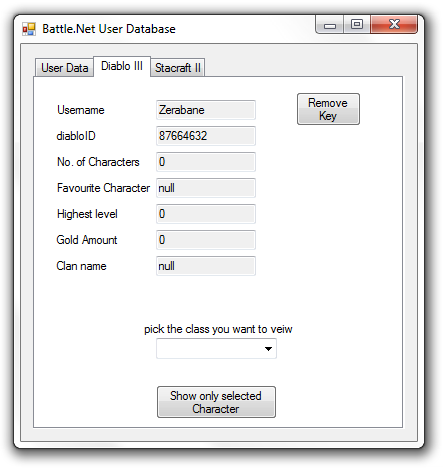 Battle.Net User Database
User Data Diablo III Stacraft II
Username Zerabane
Remove
Key
diabloID 87664632
No. of Characters 0
Favourite Character null
Highest level 0
Gold Amount 0
Clan name null
pick the class you want to veiw
Show only selected
Character